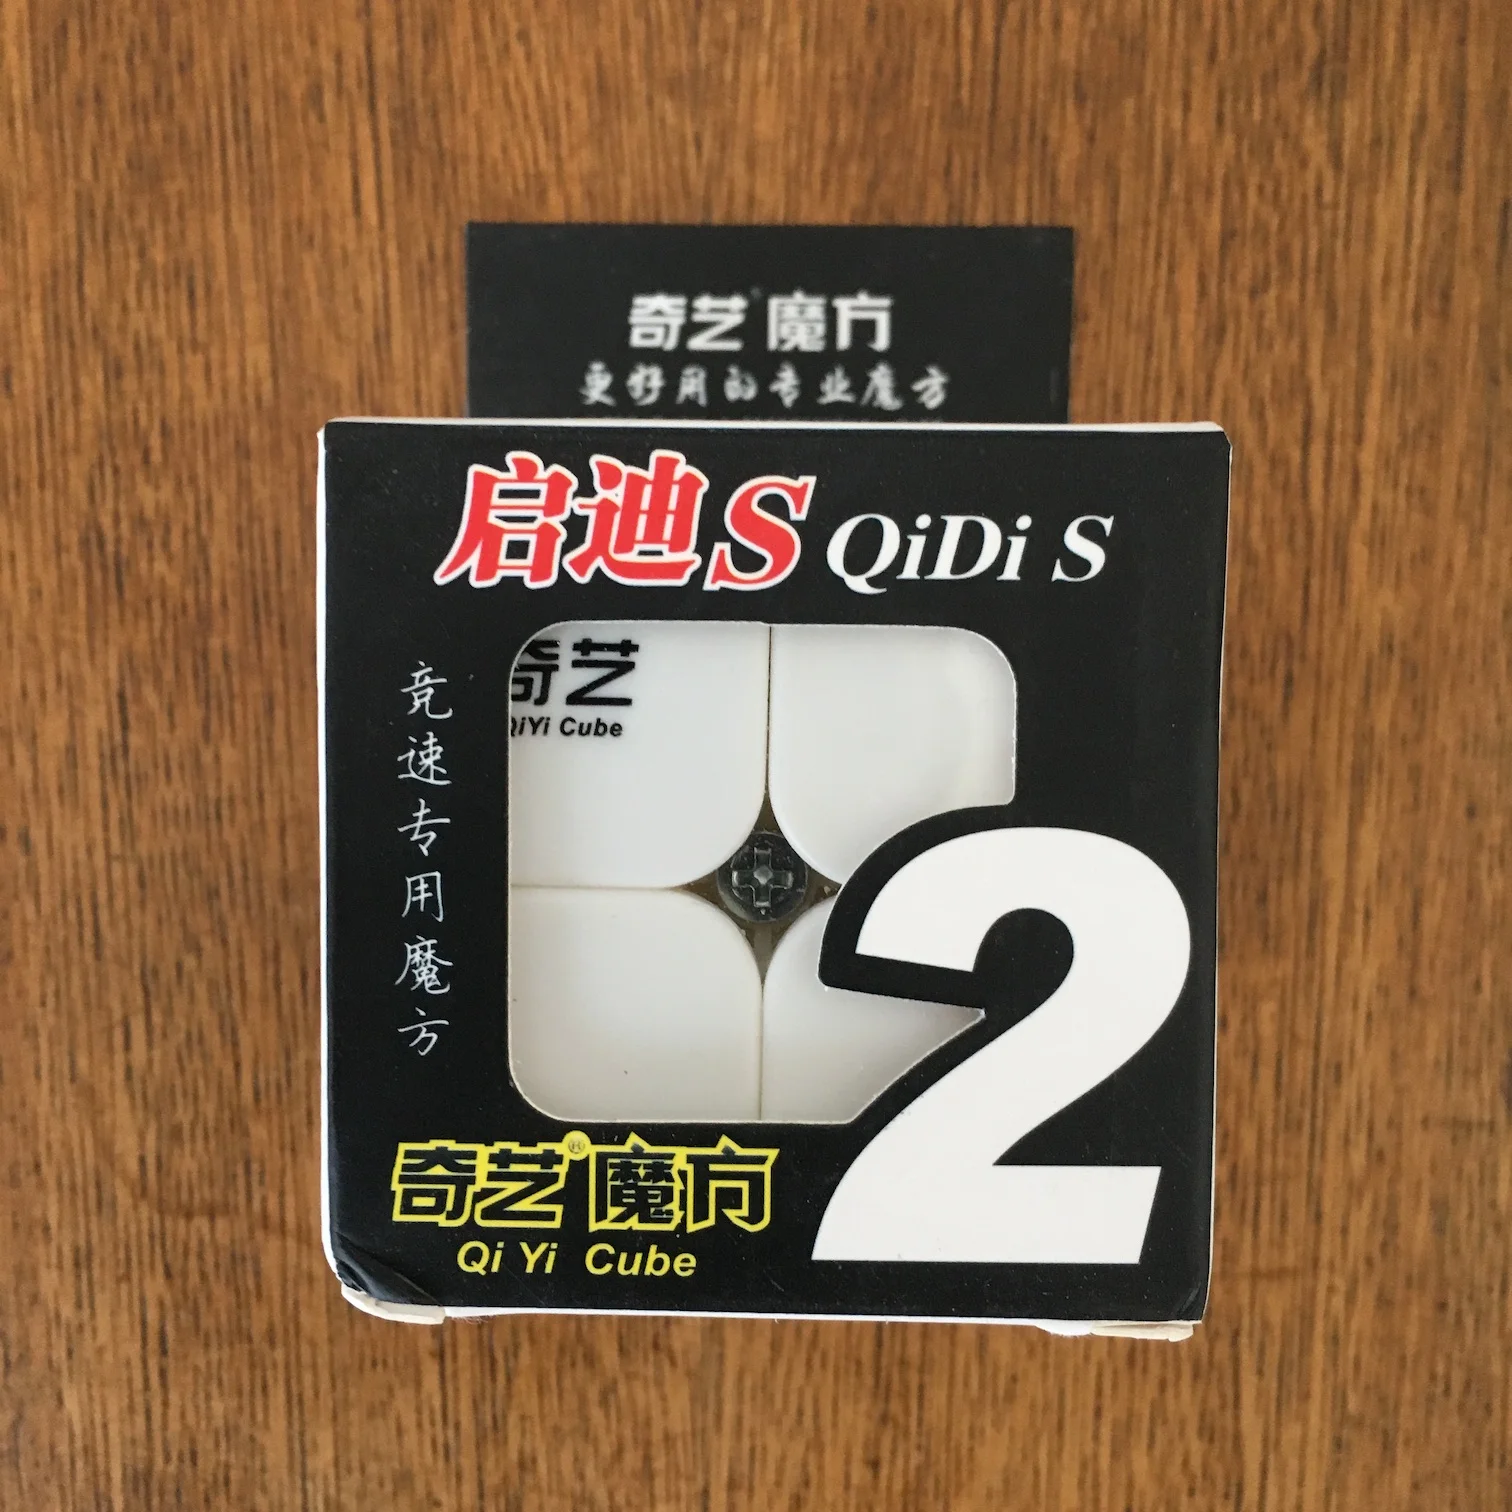 奇艺 魔方
更好用的专业魔方
启迪S QiDi S
奇艺
QiYi Cube
竞速专用魔方
2
奇艺® 魔方
Qi Yi Cube